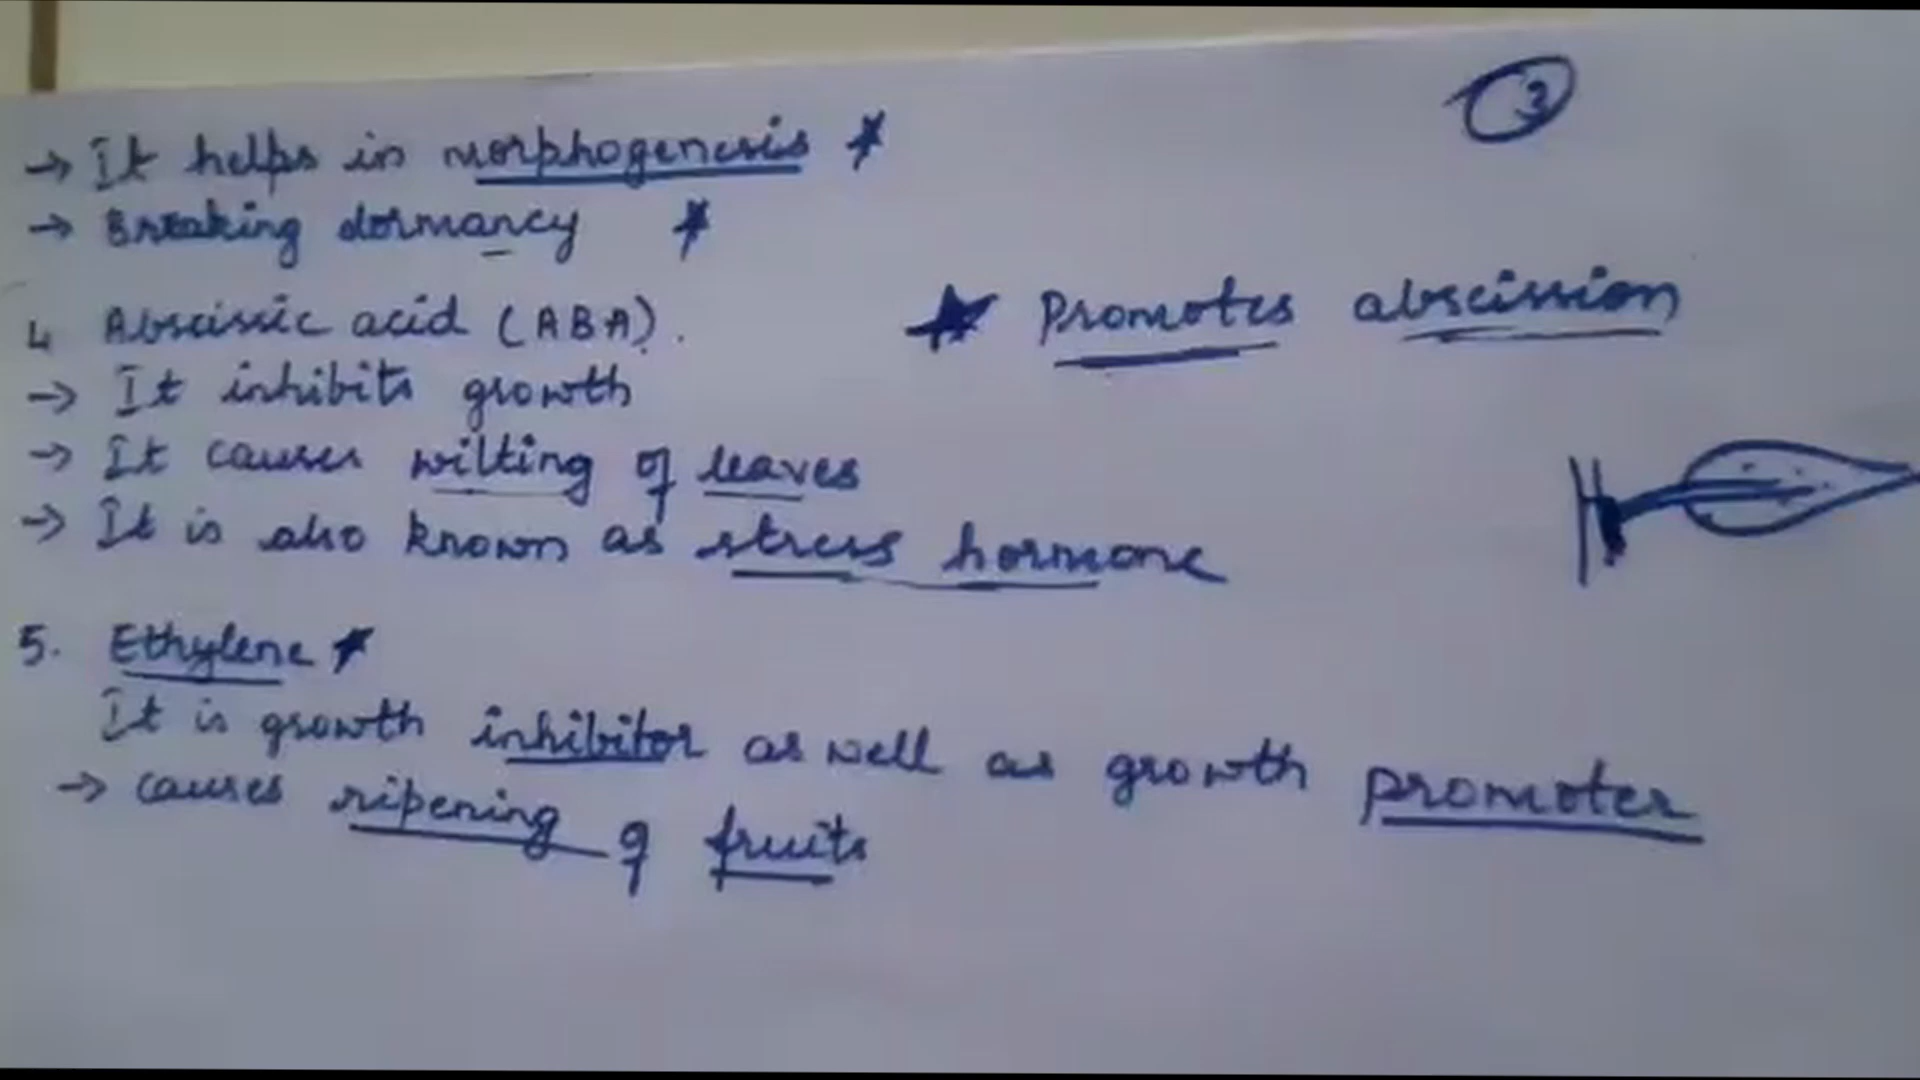 3
→ It helps in morphogenesis *
→ Breaking dormancy *
4 Abscissic acid (ABA).
★ Promotes abscission
→ It inhibits growth
→ It causes wilting of leaves
→ It is also known as stress hormone
5. Ethylene ★
It is growth inhibitor as well as growth promoter
→ causes ripening of fruits